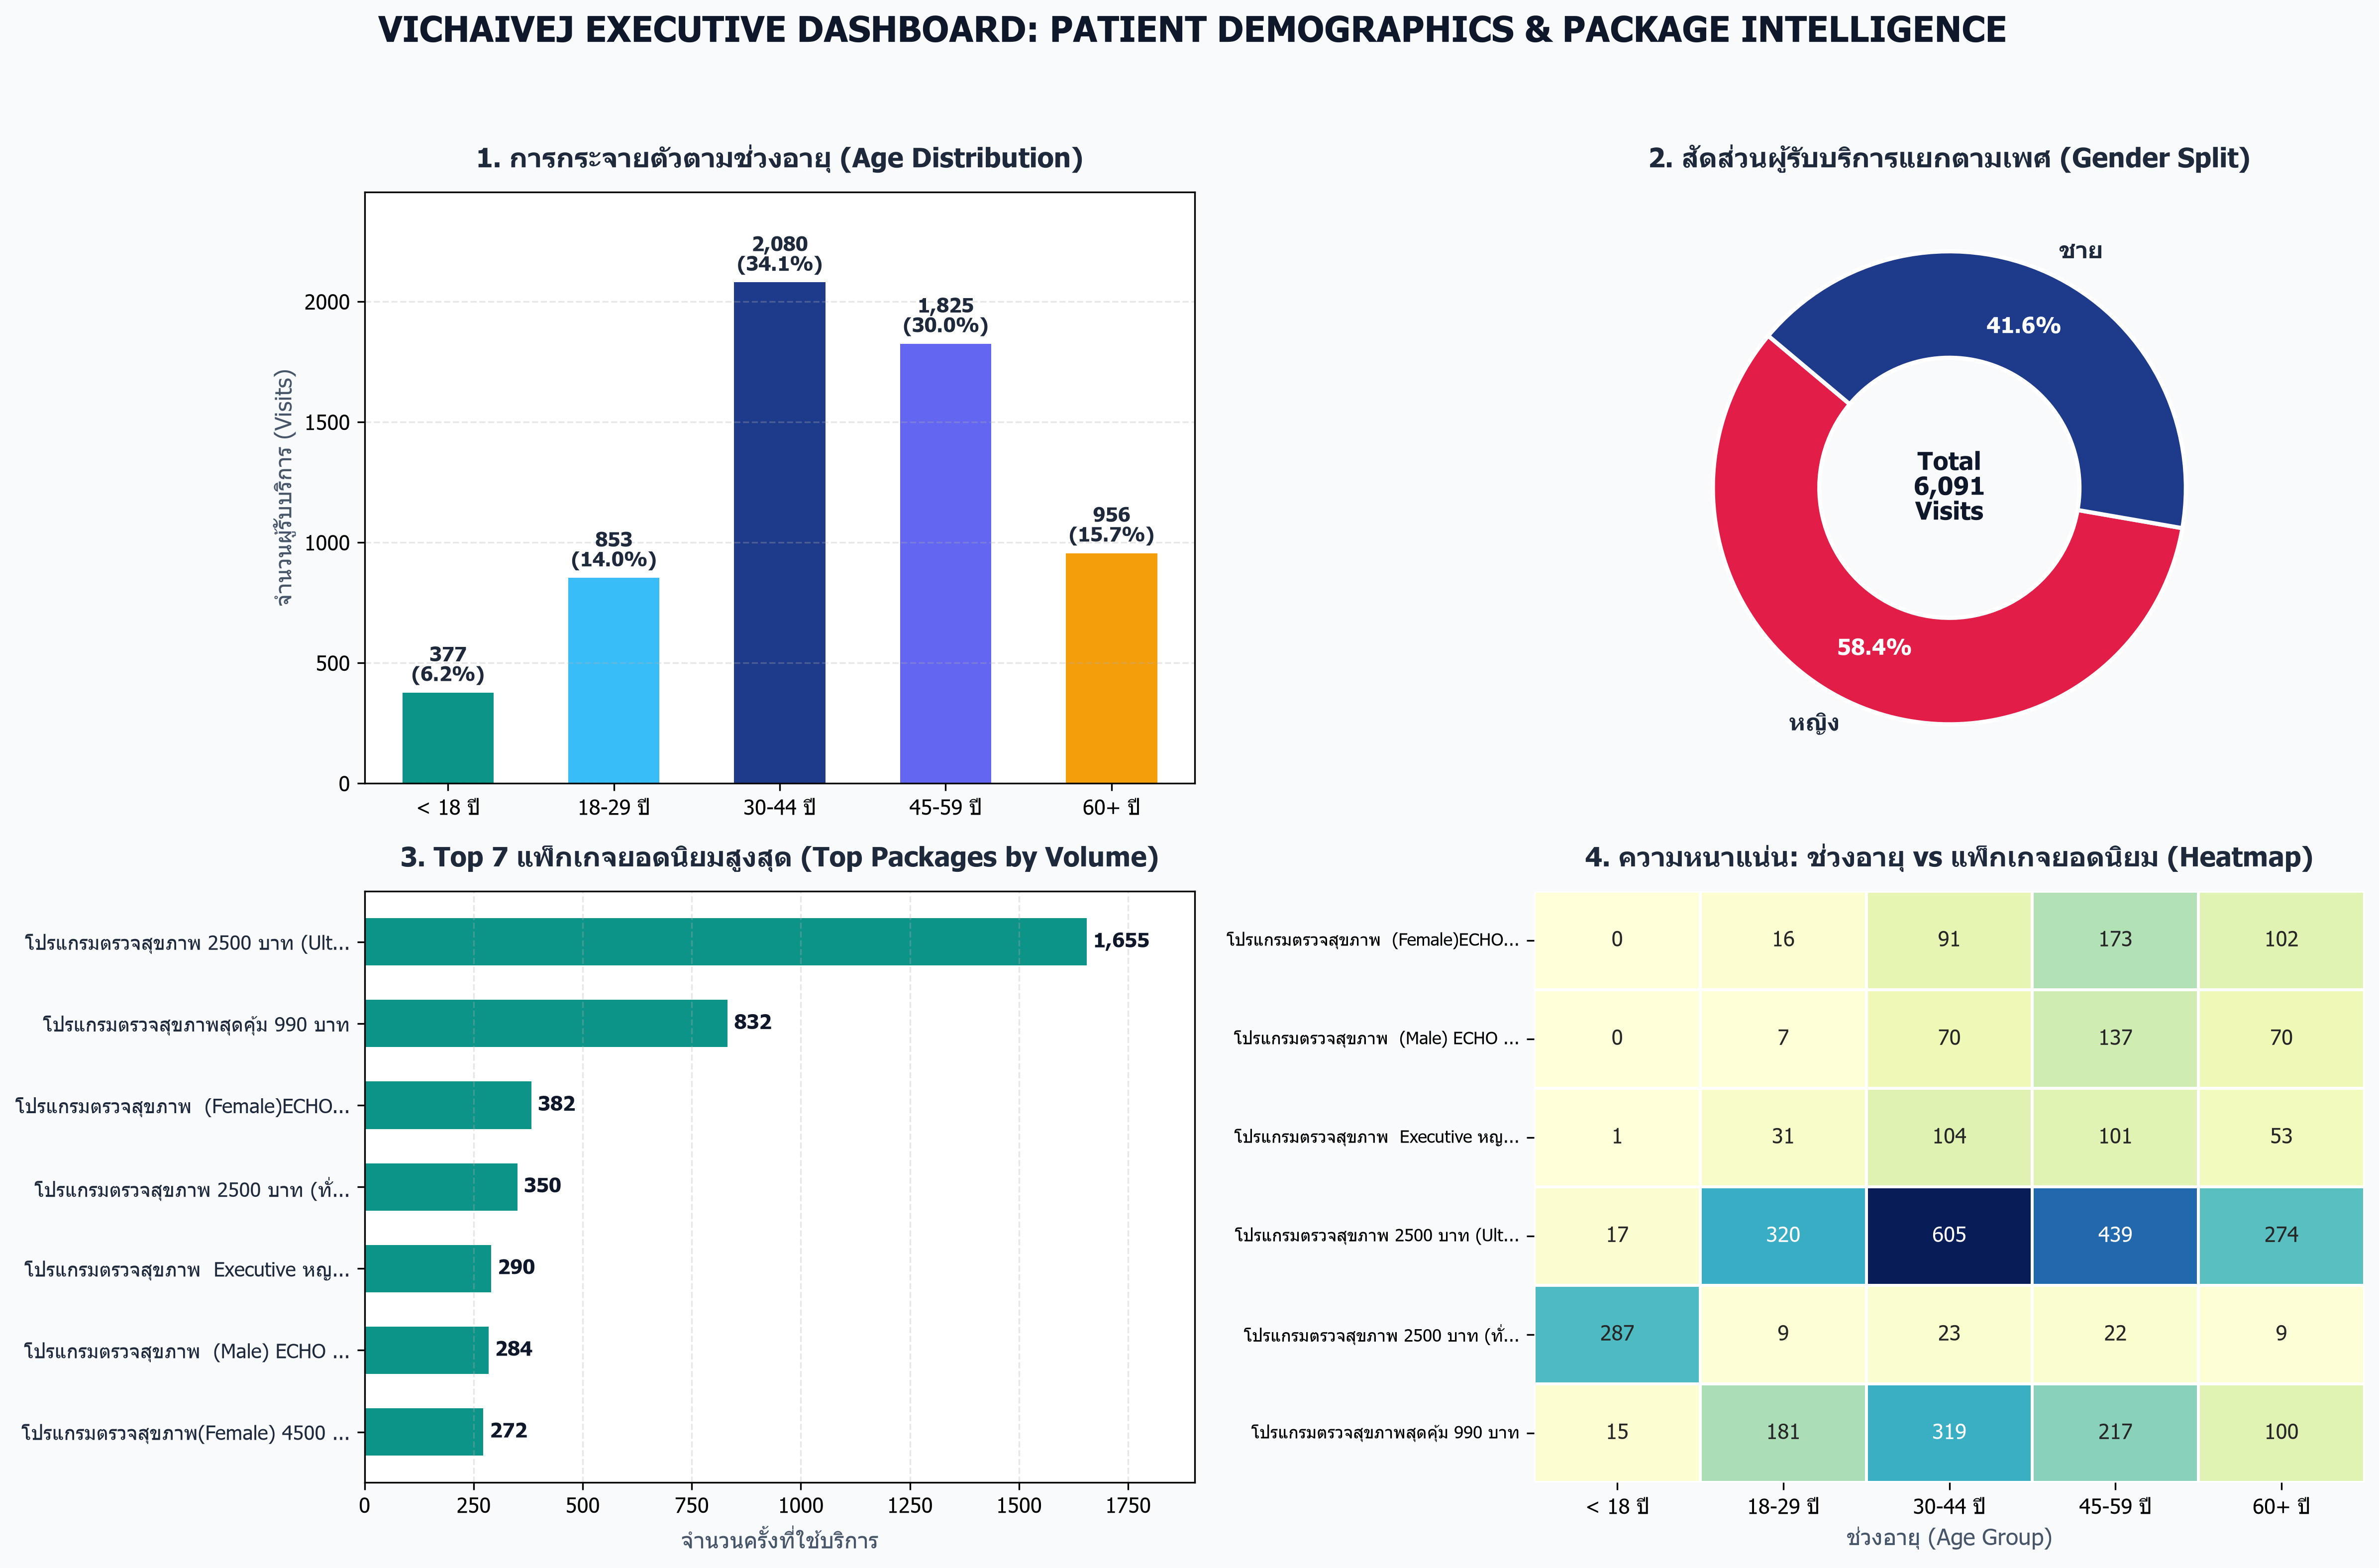 VICHAIVEJ EXECUTIVE DASHBOARD: PATIENT DEMOGRAPHICS & PACKAGE INTELLIGENCE
1. การกระจายตัวตามช่วงอายุ (Age Distribution)
จำนวนผู้รับบริการ (Visits)
2000
1500
1000
500
0
377
(6.2%)
853
(14.0%)
2,080
(34.1%)
1,825
(30.0%)
956
(15.7%)
< 18 ปี
18-29 ปี
30-44 ปี
45-59 ปี
60+ ปี
2. สัดส่วนผู้รับบริการแยกตามเพศ (Gender Split)
ชาย
41.6%
Total
6,091
Visits
58.4%
หญิง
3. Top 7 แพ็กเกจยอดนิยมสูงสุด (Top Packages by Volume)
โปรแกรมตรวจสุขภาพ 2500 บาท (Ult... 1,655
โปรแกรมตรวจสุขภาพสุดคุ้ม 990 บาท 832
โปรแกรมตรวจสุขภาพ (Female)ECHO... 382
โปรแกรมตรวจสุขภาพ 2500 บาท (ทั่... 350
โปรแกรมตรวจสุขภาพ Executive หญ... 290
โปรแกรมตรวจสุขภาพ (Male) ECHO ... 284
โปรแกรมตรวจสุขภาพ(Female) 4500 ... 272
0 250 500 750 1000 1250 1500 1750
จำนวนครั้งที่ใช้บริการ
4. ความหนาแน่น: ช่วงอายุ vs แพ็กเกจยอดนิยม (Heatmap)
โปรแกรมตรวจสุขภาพ (Female)ECHO... 0 16 91 173 102
โปรแกรมตรวจสุขภาพ (Male) ECHO ... 0 7 70 137 70
โปรแกรมตรวจสุขภาพ Executive หญ... 1 31 104 101 53
โปรแกรมตรวจสุขภาพ 2500 บาท (Ult... 17 320 605 439 274
โปรแกรมตรวจสุขภาพ 2500 บาท (ทั่... 287 9 23 22 9
โปรแกรมตรวจสุขภาพสุดคุ้ม 990 บาท 15 181 319 217 100
< 18 ปี 18-29 ปี 30-44 ปี 45-59 ปี 60+ ปี
ช่วงอายุ (Age Group)